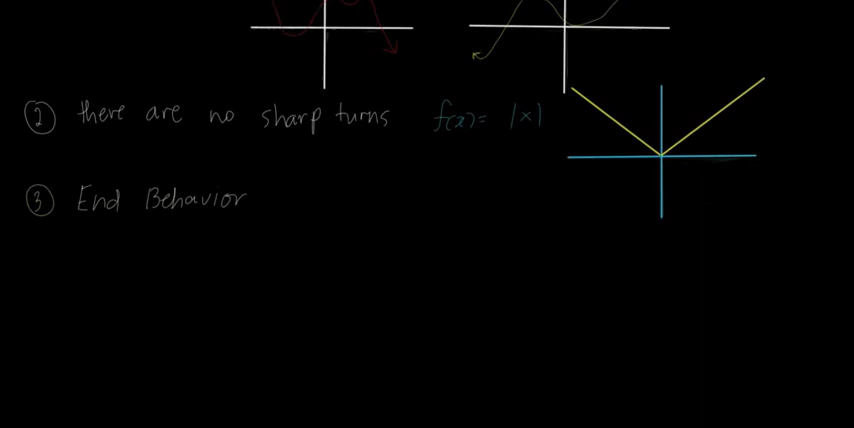 ② there are no sharp turns f(x) = |x|
③ End Behavior